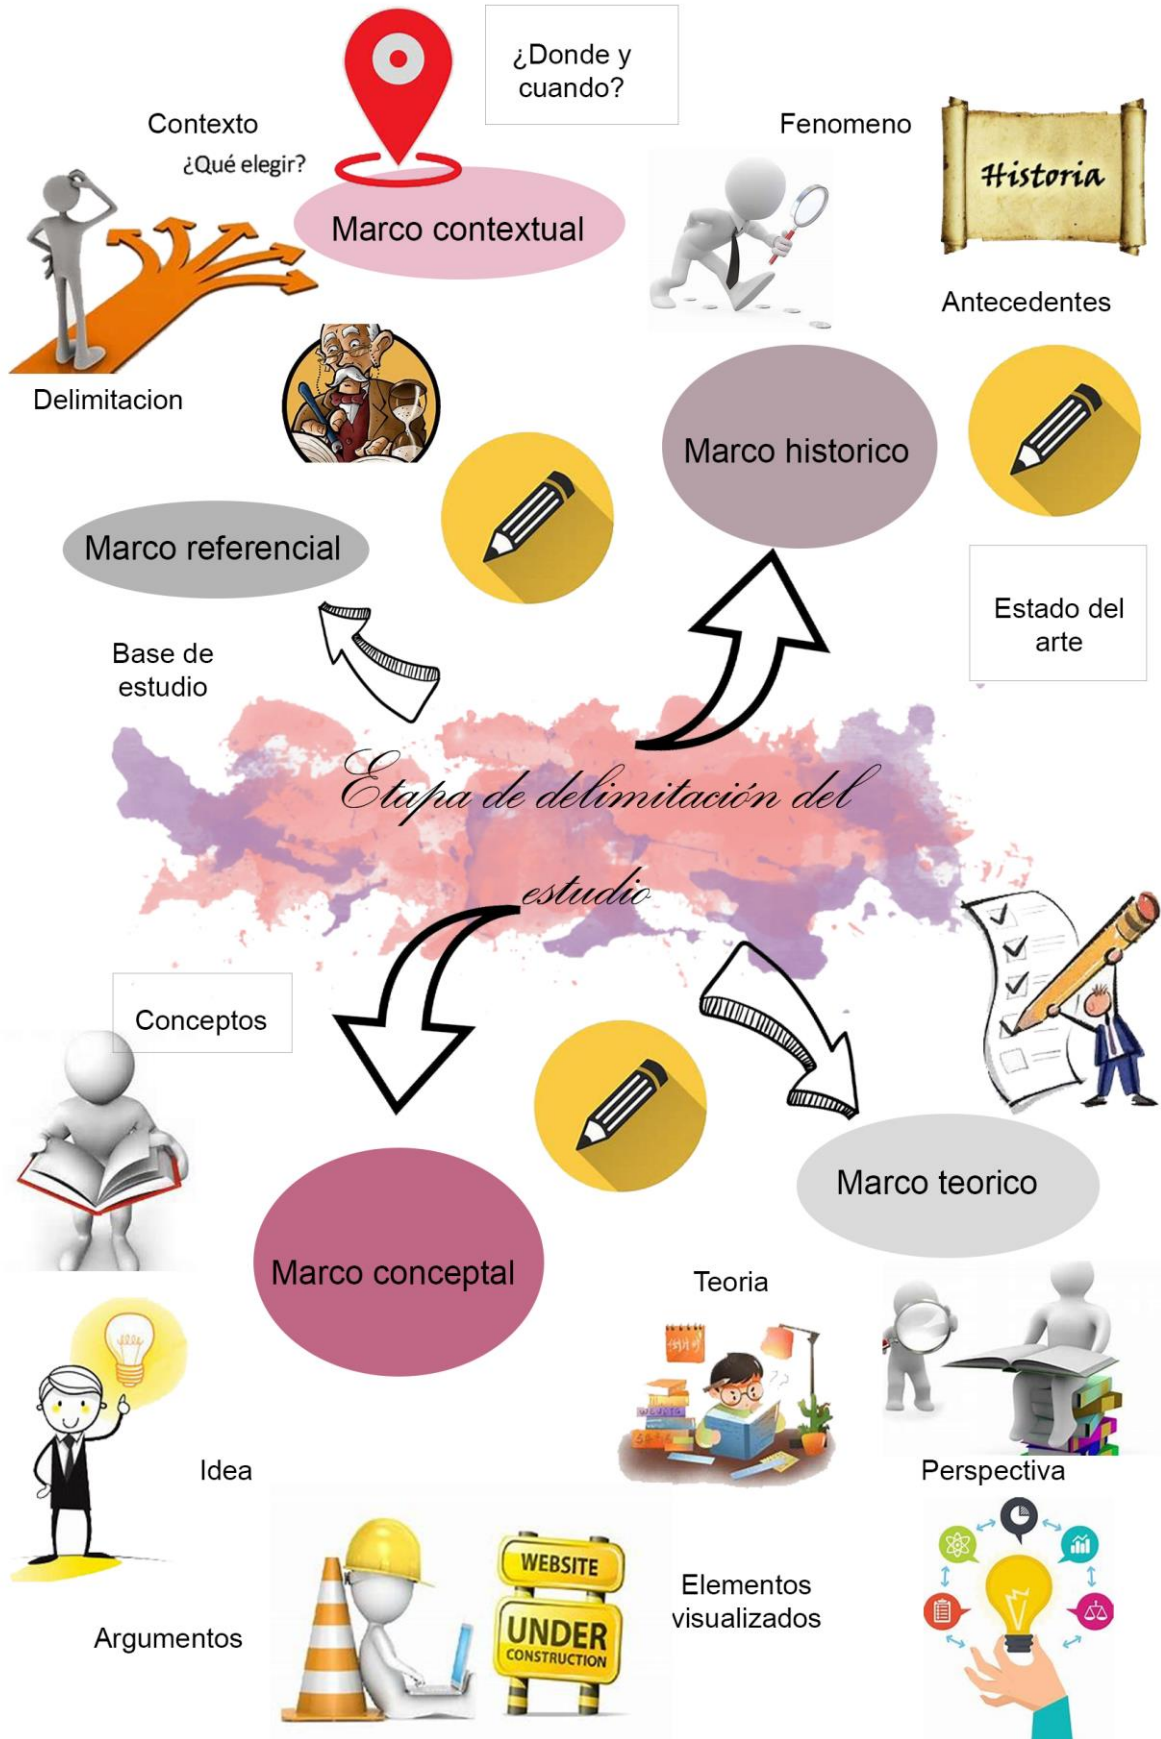 ¿Donde y
cuando?
Contexto
¿Qué elegir?
Fenomeno
Historia
Marco contextual
Antecedentes
Delimitacion
Marco historico
Marco referencial
Estado del
arte
Base de
estudio
Etapa de delimitación del
estudio
Conceptos
Marco teorico
Marco conceptal
Teoria
Idea
Perspectiva
WEBSITE
UNDER
CONSTRUCTION
Elementos
visualizados
Argumentos